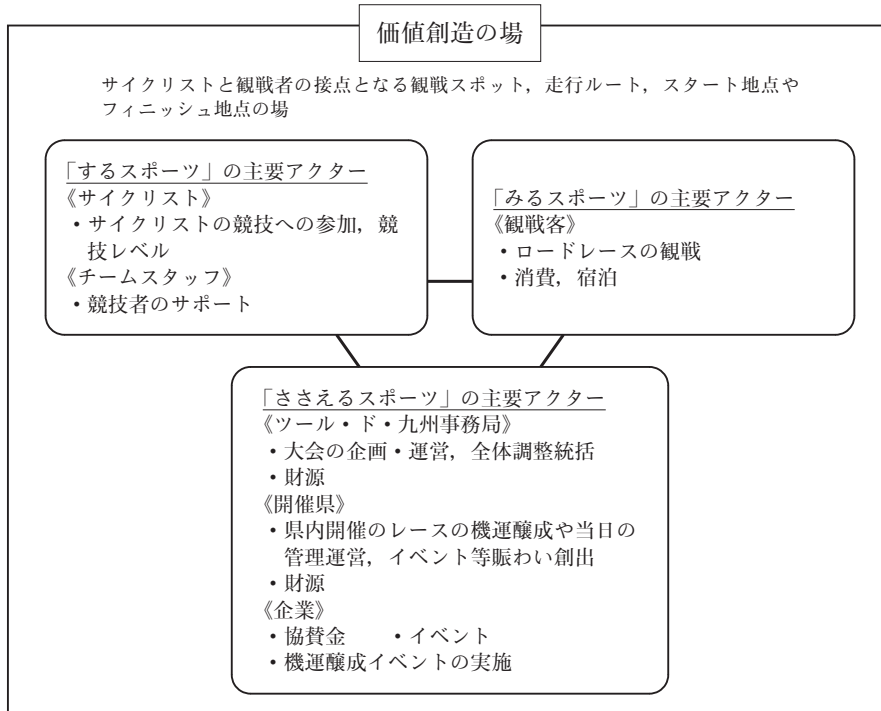 価値創造の場
サイクリストと観戦者の接点となる観戦スポット，走行ルート，スタート地点や
フィニッシュ地点の場
「するスポーツ」の主要アクター
《サイクリスト》
・サイクリストの競技への参加，競
技レベル
《チームスタッフ》
・競技者のサポート
「みるスポーツ」の主要アクター
《観戦客》
・ロードレースの観戦
・消費，宿泊
「ささえるスポーツ」の主要アクター
《ツール・ド・九州事務局》
・大会の企画・運営，全体調整統括
・財源
《開催県》
・県内開催のレースの機運醸成や当日の
管理運営，イベント等賑わい創出
・財源
《企業》
・協賛金　　・イベント
・機運醸成イベントの実施